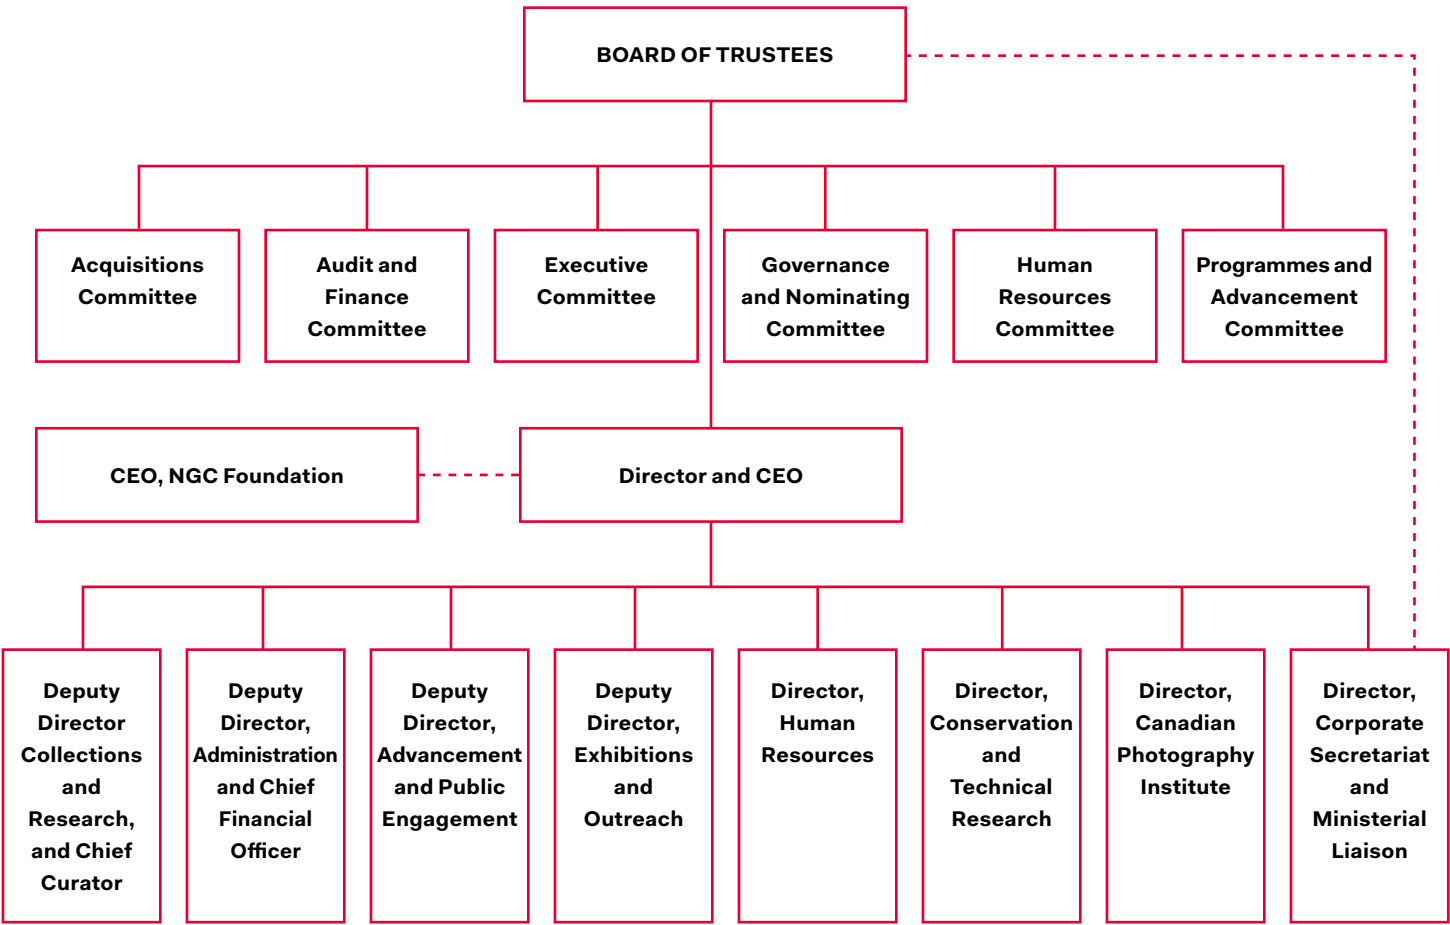 BOARD OF TRUSTEES
Acquisitions
Committee
Audit and
Finance
Committee
Executive
Committee
Governance
and Nominating
Committee
Human
Resources
Committee
Programmes and
Advancement
Committee
CEO, NGC Foundation
Director and CEO
Deputy
Director
Collections
and
Research,
and Chief
Curator
Deputy
Director,
Administration
and Chief
Financial
Officer
Deputy
Director,
Advancement
and Public
Engagement
Deputy
Director,
Exhibitions
and
Outreach
Director,
Human
Resources
Director,
Conservation
and
Technical
Research
Director,
Canadian
Photography
Institute
Director,
Corporate
Secretariat
and
Ministerial
Liaison